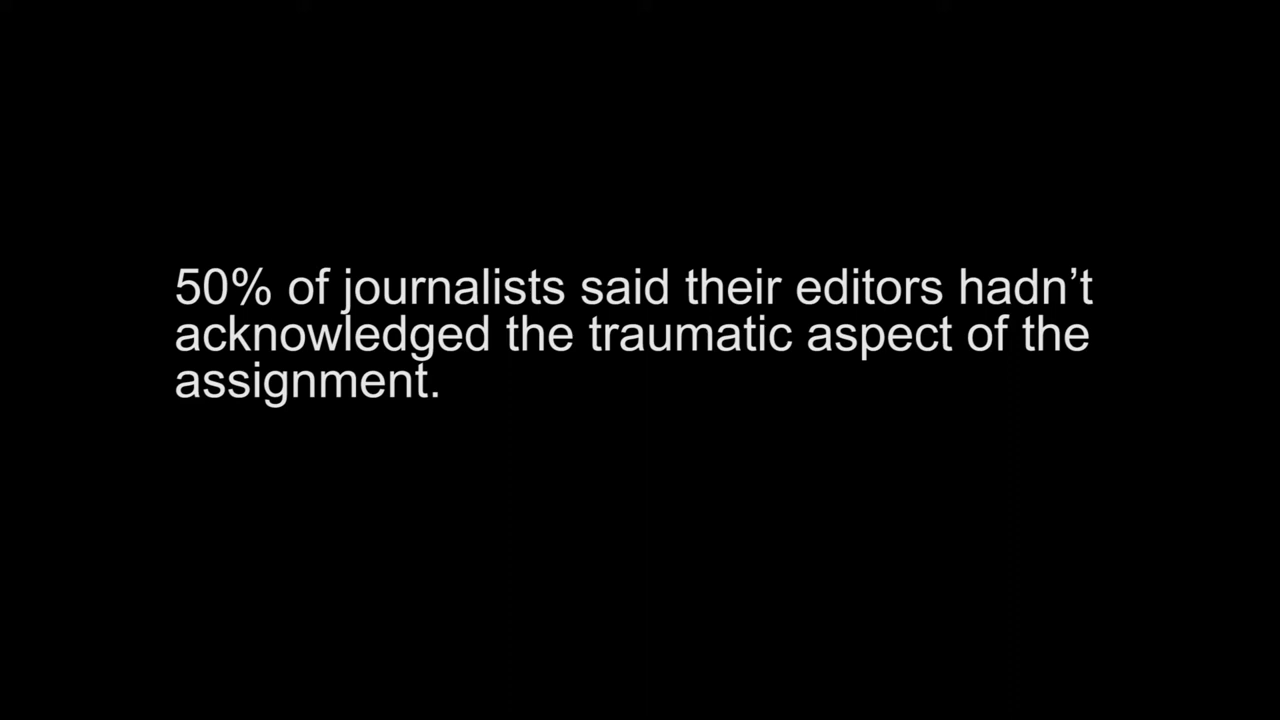 50% of journalists said their editors hadn’t
acknowledged the traumatic aspect of the
assignment.